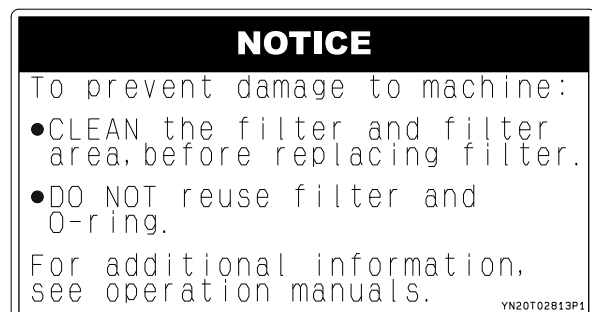 NOTICE
To prevent damage to machine:
●CLEAN the filter and filter
area, before replacing filter.
●DO NOT reuse filter and
O-ring.
For additional information,
see operation manuals.
YN20T02813P1